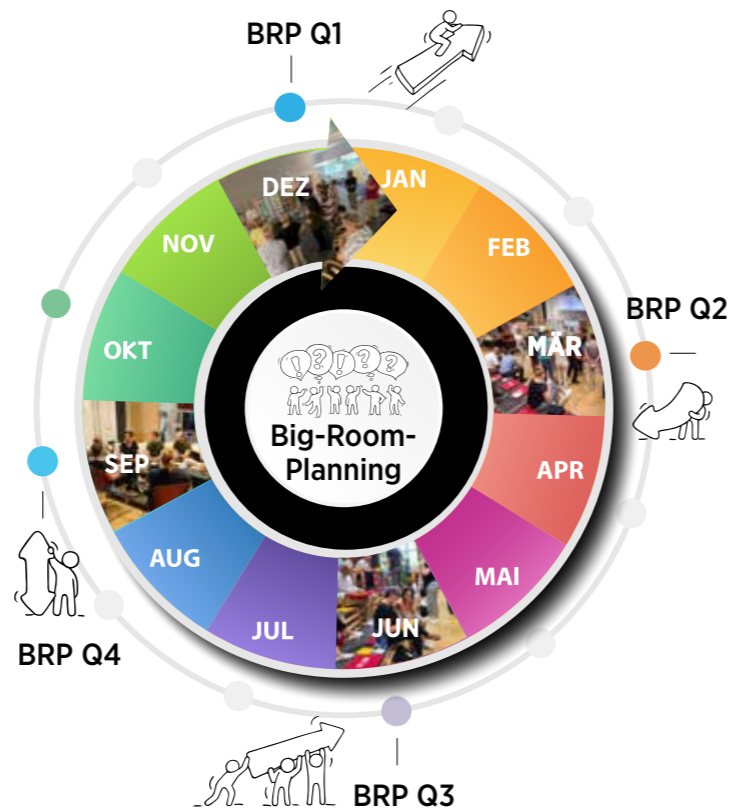 BRP Q1
DEZ
JAN
NOV
FEB
BRP Q2
MÄR
OKT
!
?
!
?
?
Big-Room-
Planning
SEP
APR
AUG
MAI
JUL
JUN
BRP Q4
BRP Q3